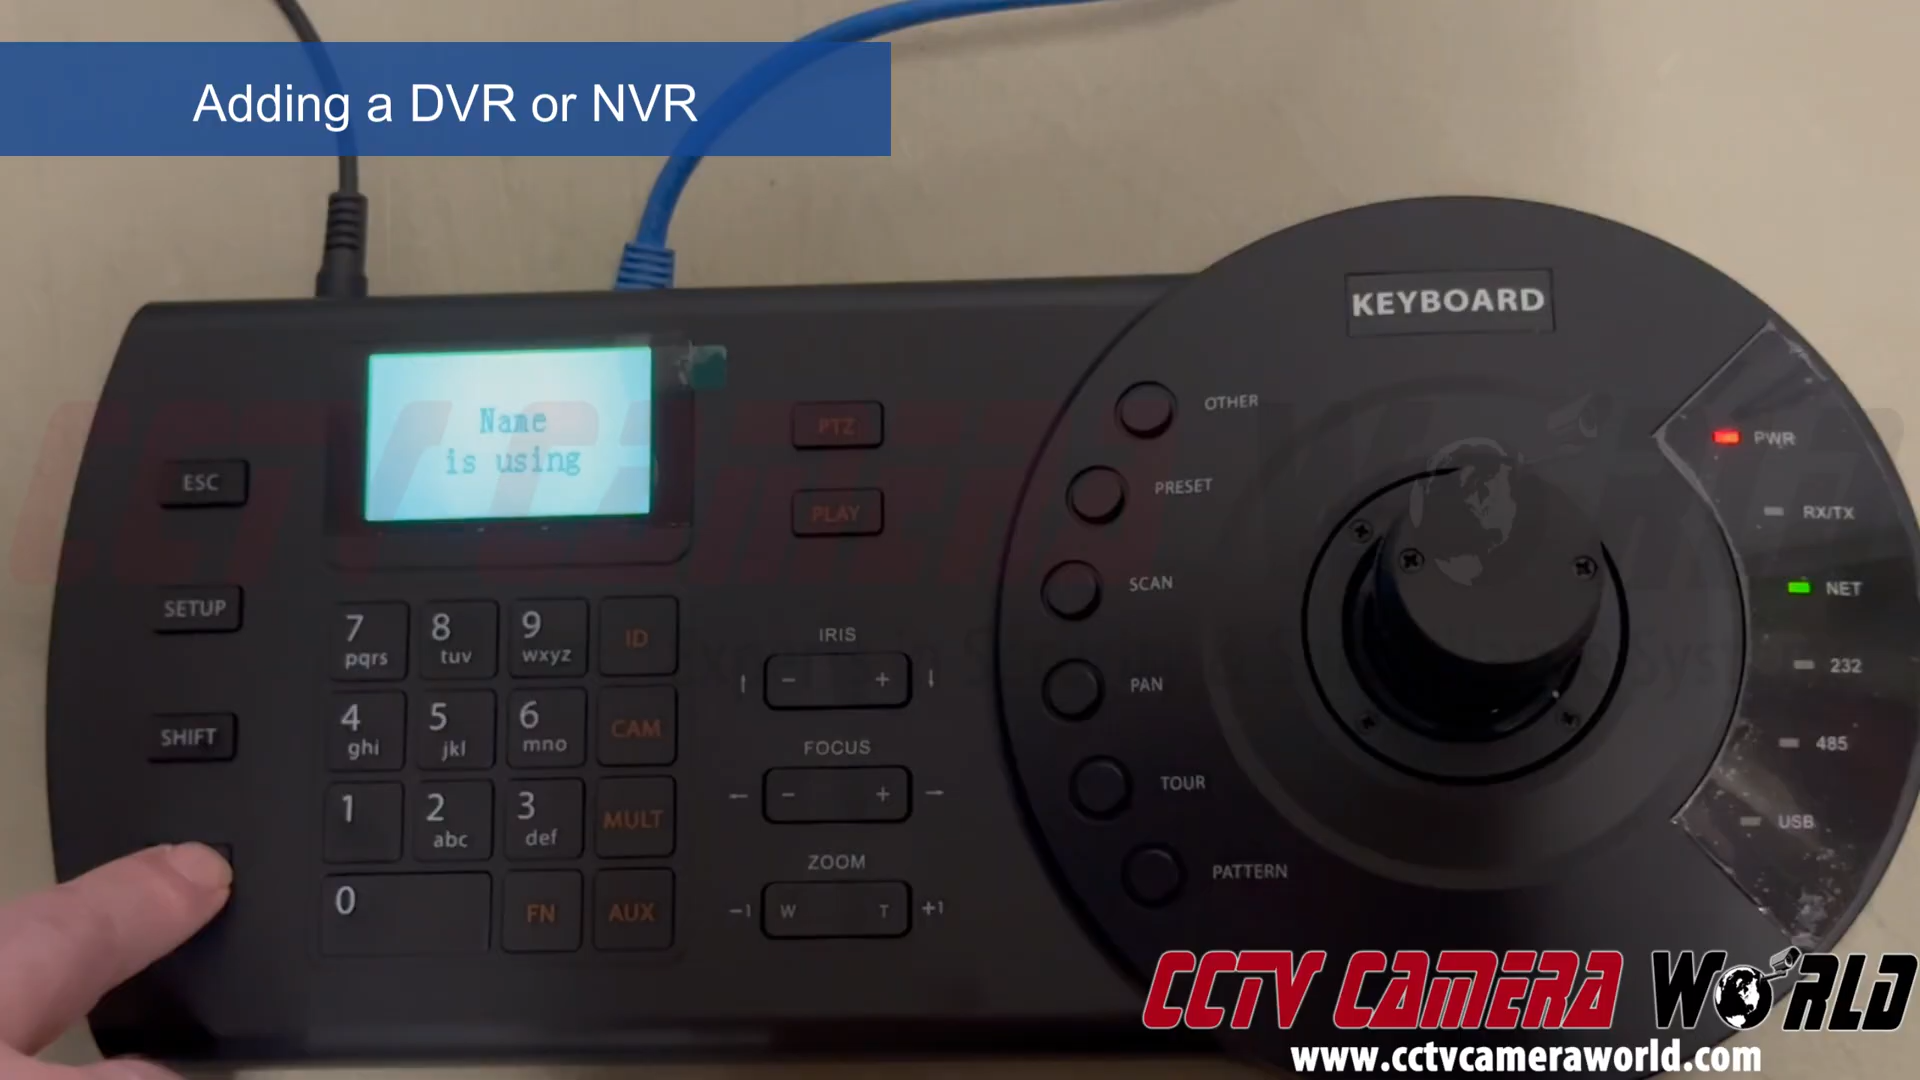 Adding a DVR or NVR
KEYBOARD
Name
is using
PTZ
PLAY
ESC
SETUP
SHIFT
7
pqrs
8
tuv
9
wxyz
ID
4
ghi
5
jkl
6
mno
CAM
1
2
abc
3
def
MULT
0
FN
AUX
IRIS
- +
FOCUS
- +
ZOOM
-1 W T +1
OTHER
PRESET
SCAN
PAN
TOUR
PATTERN
PWR
RX/TX
NET
232
485
USB
CCTV CAMERA WORLD
CCTV CAMERA WORLD
www.cctvcameraworld.com